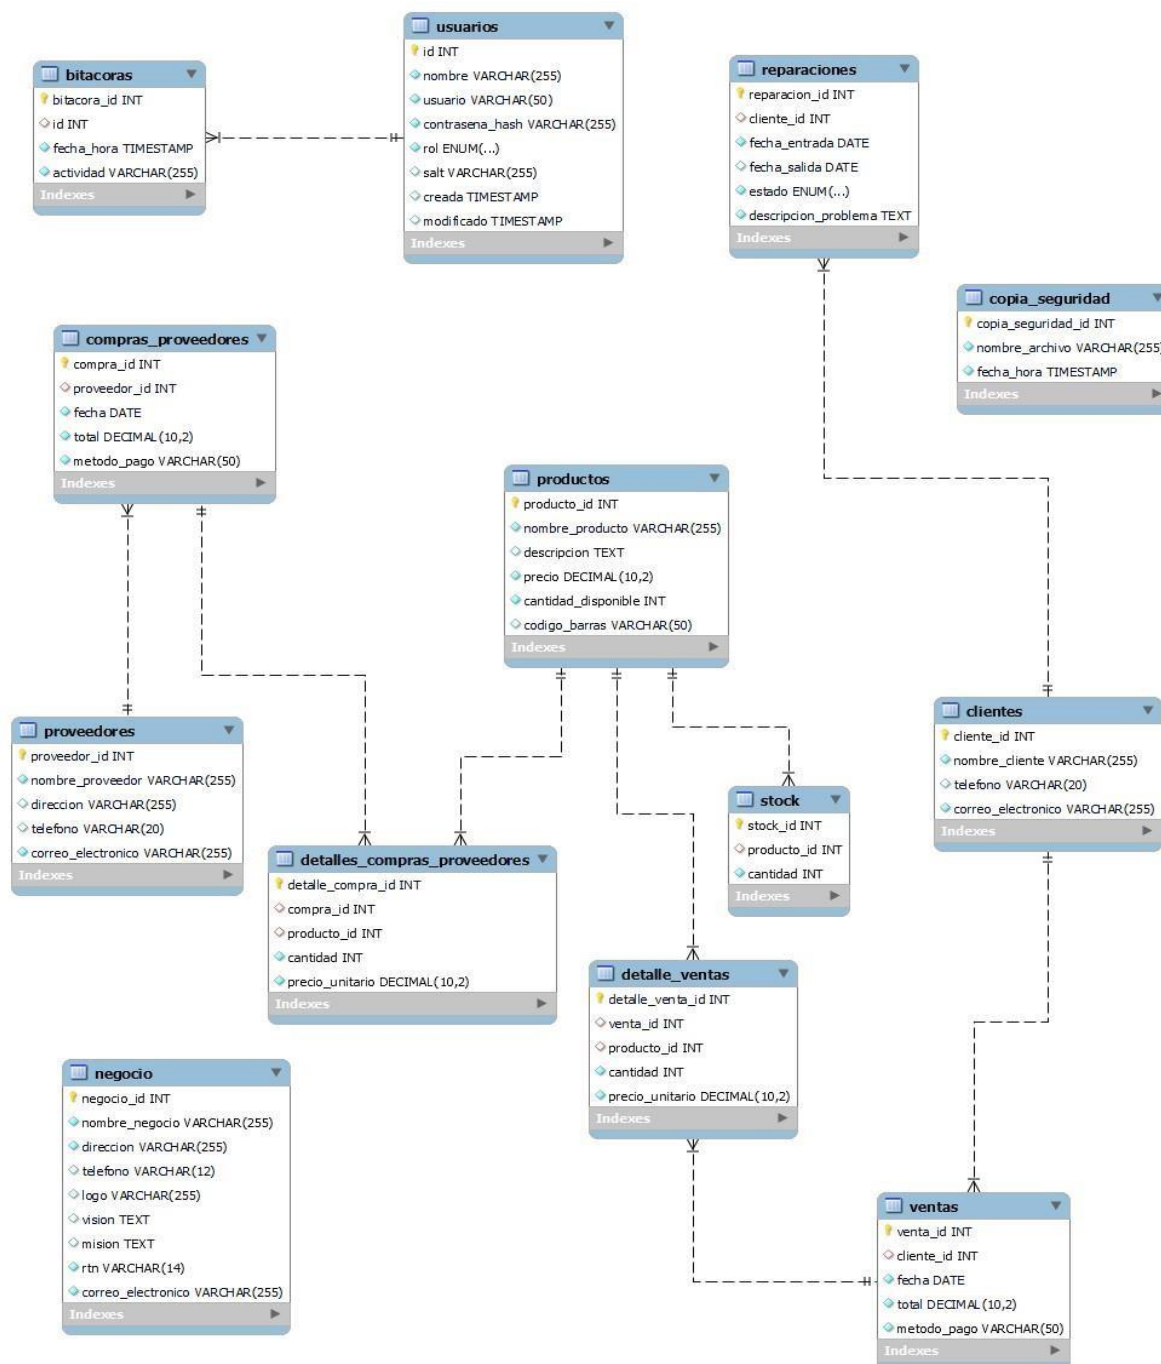 usuarios
id INT
nombre VARCHAR(255)
usuario VARCHAR(50)
contrasena_hash VARCHAR(255)
rol ENUM(...)
salt VARCHAR(255)
creada TIMESTAMP
modificado TIMESTAMP
Indexes
bitacoras
bitacora_id INT
id INT
fecha_hora TIMESTAMP
actividad VARCHAR(255)
Indexes
reparaciones
reparacion_id INT
cliente_id INT
fecha_entrada DATE
fecha_salida DATE
estado ENUM(...)
descripcion_problema TEXT
Indexes
copia_seguridad
copia_seguridad_id INT
nombre_archivo VARCHAR(255)
fecha_hora TIMESTAMP
Indexes
compras_proveedores
compra_id INT
proveedor_id INT
fecha DATE
total DECIMAL(10,2)
metodo_pago VARCHAR(50)
Indexes
productos
producto_id INT
nombre_producto VARCHAR(255)
descripcion TEXT
precio DECIMAL(10,2)
cantidad_disponible INT
codigo_barras VARCHAR(50)
Indexes
proveedores
proveedor_id INT
nombre_proveedor VARCHAR(255)
direccion VARCHAR(255)
telefono VARCHAR(20)
correo_electronico VARCHAR(255)
Indexes
clientes
cliente_id INT
nombre_cliente VARCHAR(255)
telefono VARCHAR(20)
correo_electronico VARCHAR(255)
Indexes
stock
stock_id INT
producto_id INT
cantidad INT
Indexes
detalles_compras_proveedores
detalle_compra_id INT
compra_id INT
producto_id INT
cantidad INT
precio_unitario DECIMAL(10,2)
Indexes
detalle_ventas
detalle_venta_id INT
venta_id INT
producto_id INT
cantidad INT
precio_unitario DECIMAL(10,2)
Indexes
negocio
negocio_id INT
nombre_negocio VARCHAR(255)
direccion VARCHAR(255)
telefono VARCHAR(12)
logo VARCHAR(255)
vision TEXT
mision TEXT
rtn VARCHAR(14)
correo_electronico VARCHAR(255)
Indexes
ventas
venta_id INT
cliente_id INT
fecha DATE
total DECIMAL(10,2)
metodo_pago VARCHAR(50)
Indexes